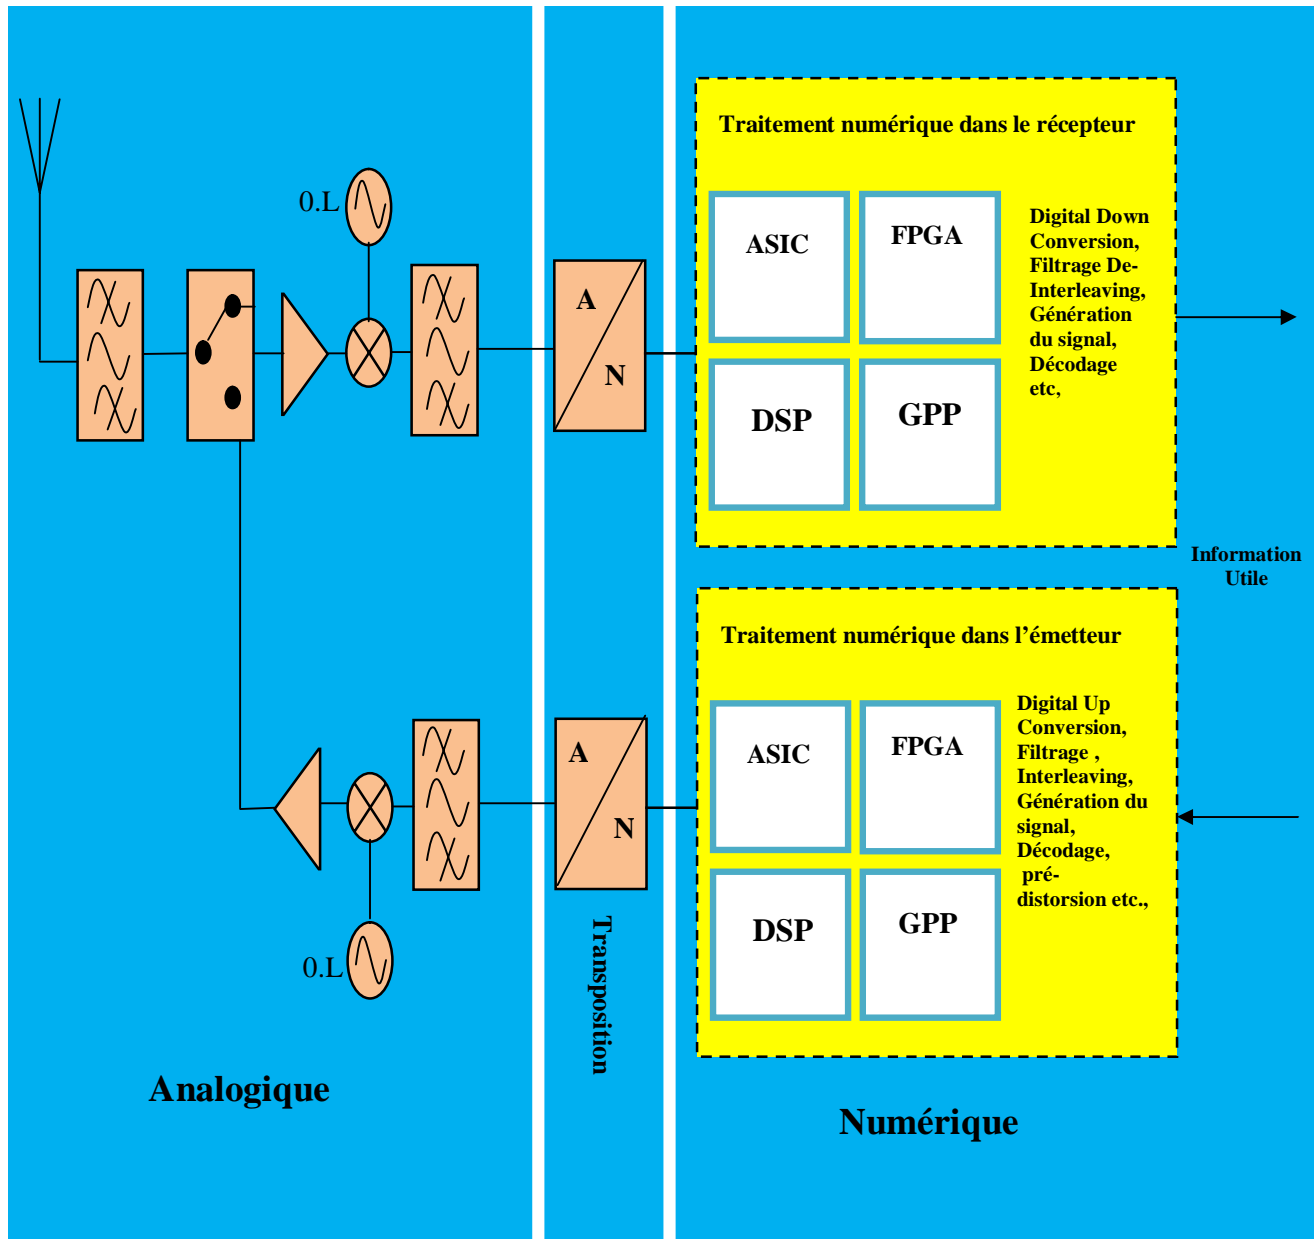 Traitement numérique dans le récepteur
0.L
ASIC
FPGA
Digital Down
Conversion,
Filtrage De-
Interleaving,
Génération
du signal,
Décodage
etc,
A
N
DSP
GPP
Information
Utile
Traitement numérique dans l’émetteur
ASIC
FPGA
Digital Up
Conversion,
Filtrage ,
Interleaving,
Génération du
signal,
Décodage,
pré-
distorsion etc.,
A
N
DSP
GPP
0.L
Transposition
Analogique
Numérique